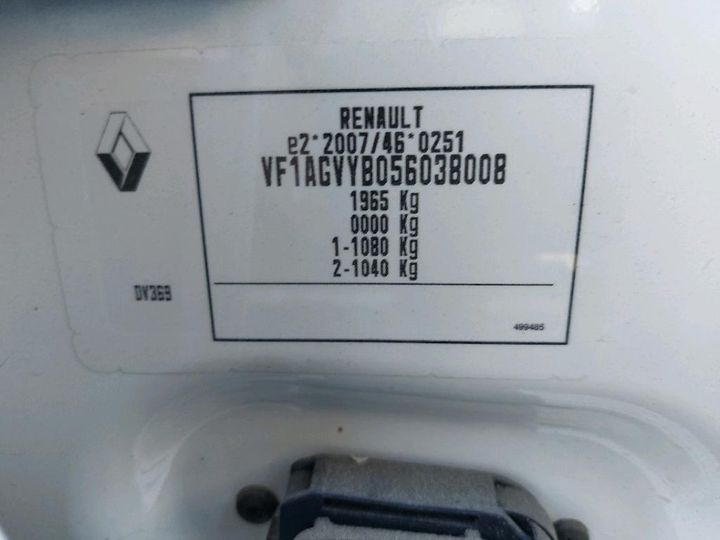 RENAULT
e2*2007/46*0251
VF1AGVYB056038008
1965 Kg
0000 Kg
1-1080 Kg
2-1040 Kg
DV369
499485